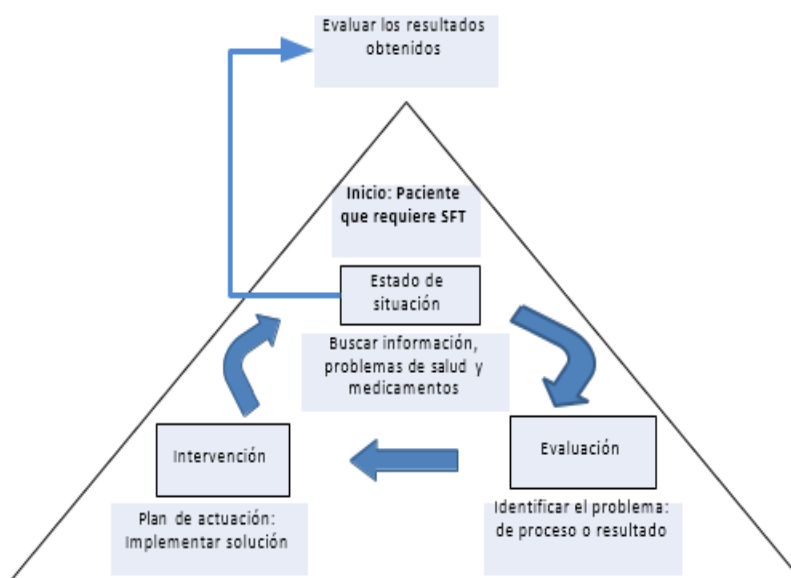 Evaluar los resultados
obtenidos
Inicio: Paciente
que requiere SFT
Estado de
situación
Buscar información,
problemas de salud y
medicamentos
Intervención
Plan de actuación:
Implementar solución
Evaluación
Identificar el problema:
de proceso o resultado